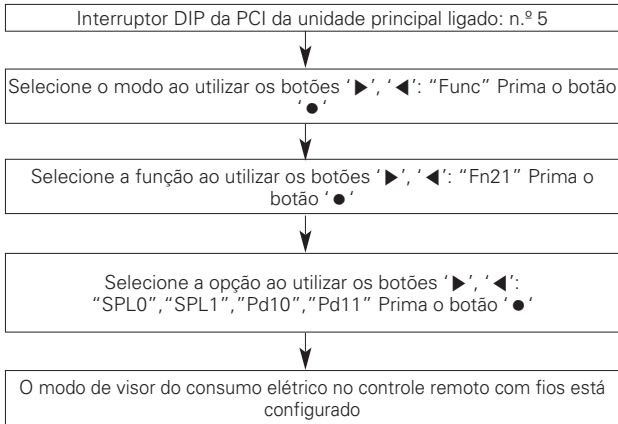 Interruptor DIP da PCI da unidade principal ligado: n.º 5
Selecione o modo ao utilizar os botões ‘▶’, ‘◀’: “Func” Prima o botão
‘●‘
Selecione a função ao utilizar os botões ‘▶’, ‘◀’: “Fn21” Prima o
botão ‘●‘
Selecione a opção ao utilizar os botões ‘▶’, ‘◀’:
“SPL0”,“SPL1”,”Pd10”,”Pd11” Prima o botão ‘●‘
O modo de visor do consumo elétrico no controle remoto com fios está
configurado